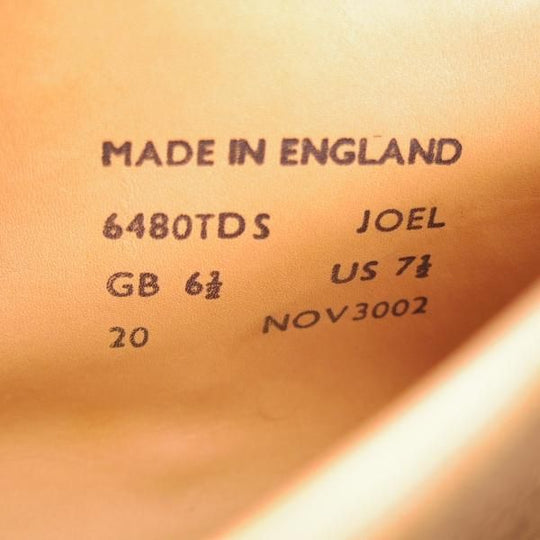 MADE IN ENGLAND
6480TDS JOEL
GB 6½ US 7½
20 NOV3002